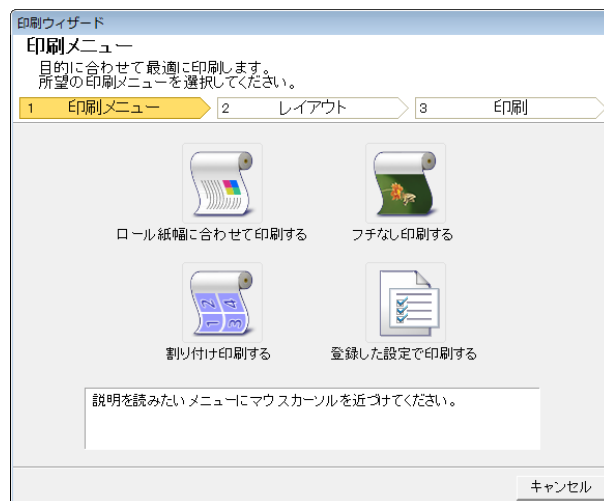 印刷ウィザード
印刷メニュー
目的に合わせて最適に印刷します。
所望の印刷メニューを選択してください。
1 印刷メニュー 2 レイアウト 3 印刷
ロール紙幅に合わせて印刷する フチなし印刷する
1 2 3 4
割り付け印刷する 登録した設定で印刷する
説明を読みたいメニューにマウスカーソルを近づけてください。
キャンセル